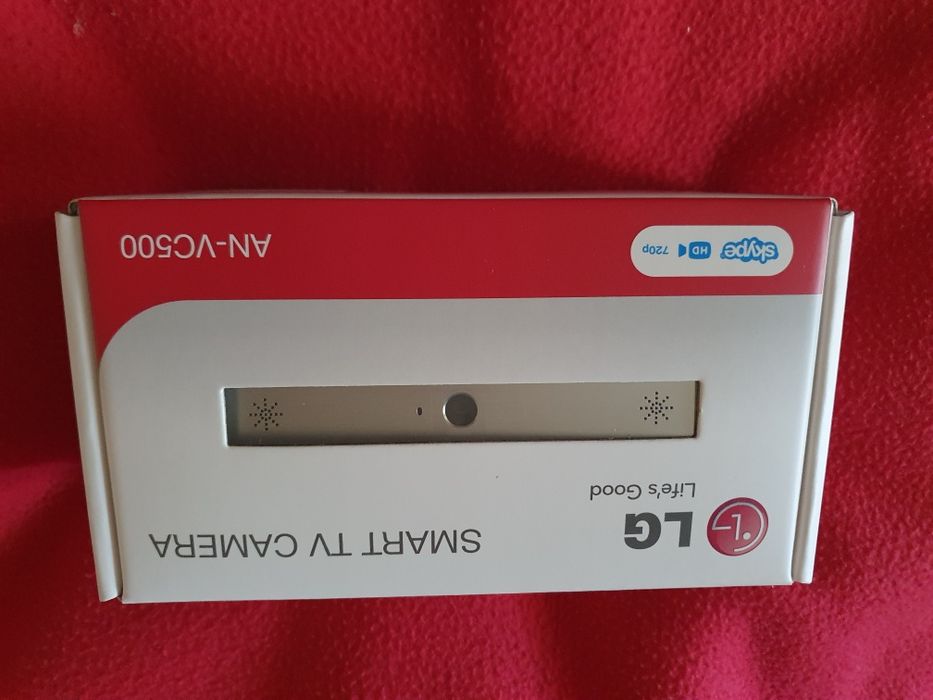 LG SMART TV CAMERA
Life's Good
skype HD 720p AN-VC500